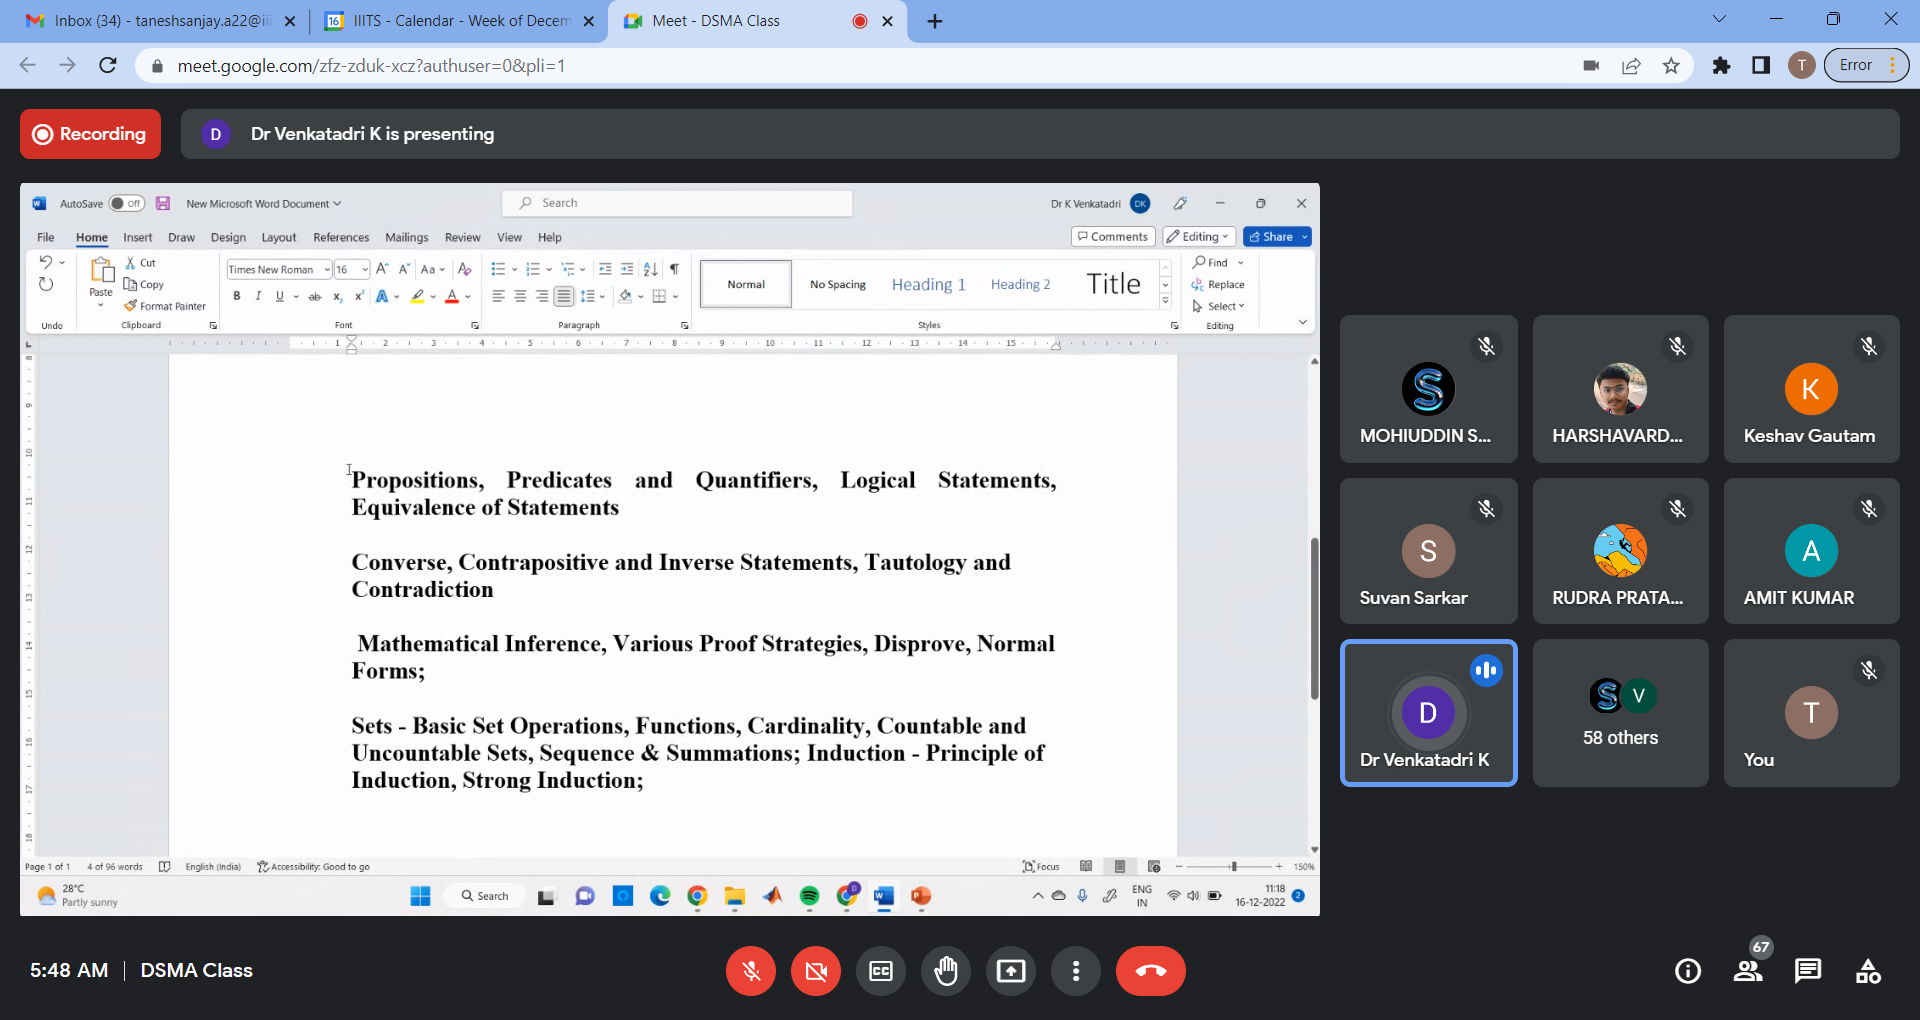 Inbox (34) - taneshsanjay.a22@iii
IIITS - Calendar - Week of Decem
Meet - DSMA Class
meet.google.com/zfz-zduk-xcz?authuser=0&pli=1
T
Error
Recording
D
Dr Venkatadri K is presenting
AutoSave
Off
New Microsoft Word Document
Search
Dr K Venkatadri
DK
File Home Insert Draw Design Layout References Mailings Review View Help
Comments
Editing
Share
Paste
Cut
Copy
Format Painter
Times New Roman
16
Normal
No Spacing
Heading 1
Heading 2
Title
Find
Replace
Select
Undo Clipboard Font Paragraph Styles Editing
Propositions, Predicates and Quantifiers, Logical Statements,
Equivalence of Statements
Converse, Contrapositive and Inverse Statements, Tautology and
Contradiction
Mathematical Inference, Various Proof Strategies, Disprove, Normal
Forms;
Sets - Basic Set Operations, Functions, Cardinality, Countable and
Uncountable Sets, Sequence & Summations; Induction - Principle of
Induction, Strong Induction;
Page 1 of 1 4 of 96 words English (India) Accessibility: Good to go
Focus
150%
28°C
Partly sunny
Search
ENG
IN
11:18
16-12-2022
2
MOHIUDDIN S...
HARSHAVARD...
K
Keshav Gautam
S
Suvan Sarkar
RUDRA PRATA...
A
AMIT KUMAR
D
Dr Venkatadri K
V
58 others
T
You
5:48 AM | DSMA Class
CC
67